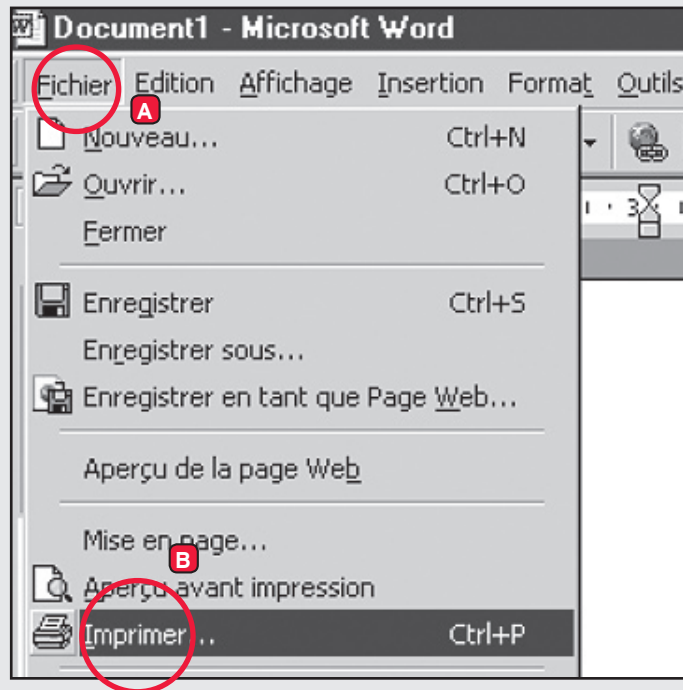 Document1 - Microsoft Word
Fichier Edition Affichage Insertion Format Outils
A
Nouveau... Ctrl+N
Ouvrir... Ctrl+O
3
Fermer
Enregistrer Ctrl+S
Enregistrer sous...
Enregistrer en tant que Page Web...
Aperçu de la page Web
Mise en page...
B
Aperçu avant impression
Imprimer... Ctrl+P